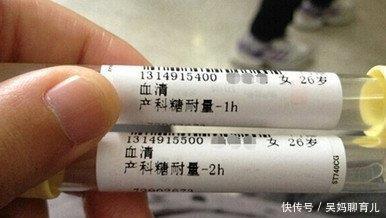 1314915400 女 26岁
血清
产科糖耐量-1h
1314915500 女 26岁
血清
产科糖耐量-2h
ST740CG
快传号 / 吴妈聊育儿